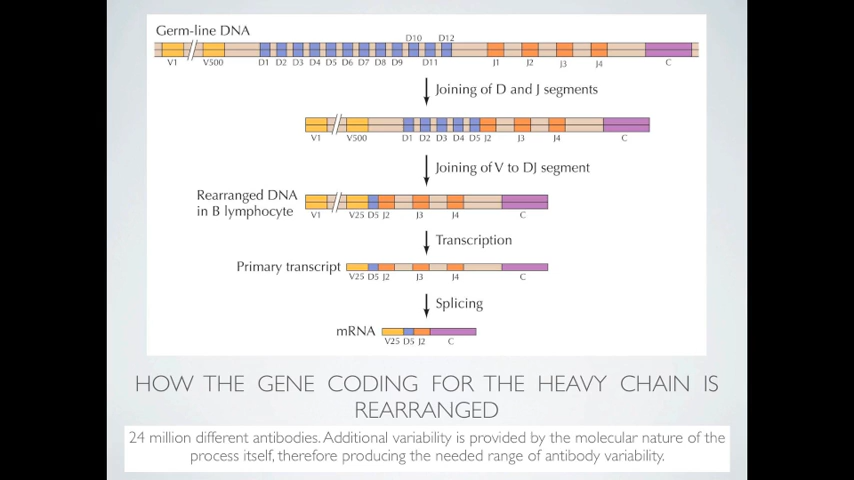 Germ-line DNA
D10 D12
V1 V500 D1 D2 D3 D4 D5 D6 D7 D8 D9 D11 J1 J2 J3 J4 C
Joining of D and J segments
V1 V500 D1 D2 D3 D4 D5 J2 J3 J4 C
Joining of V to DJ segment
Rearranged DNA
in B lymphocyte
V1 V25 D5 J2 J3 J4 C
Transcription
Primary transcript
V25 D5 J2 J3 J4 C
Splicing
mRNA
V25 D5 J2 C
HOW THE GENE CODING FOR THE HEAVY CHAIN IS
REARRANGED
24 million different antibodies. Additional variability is provided by the molecular nature of the
process itself, therefore producing the needed range of antibody variability.